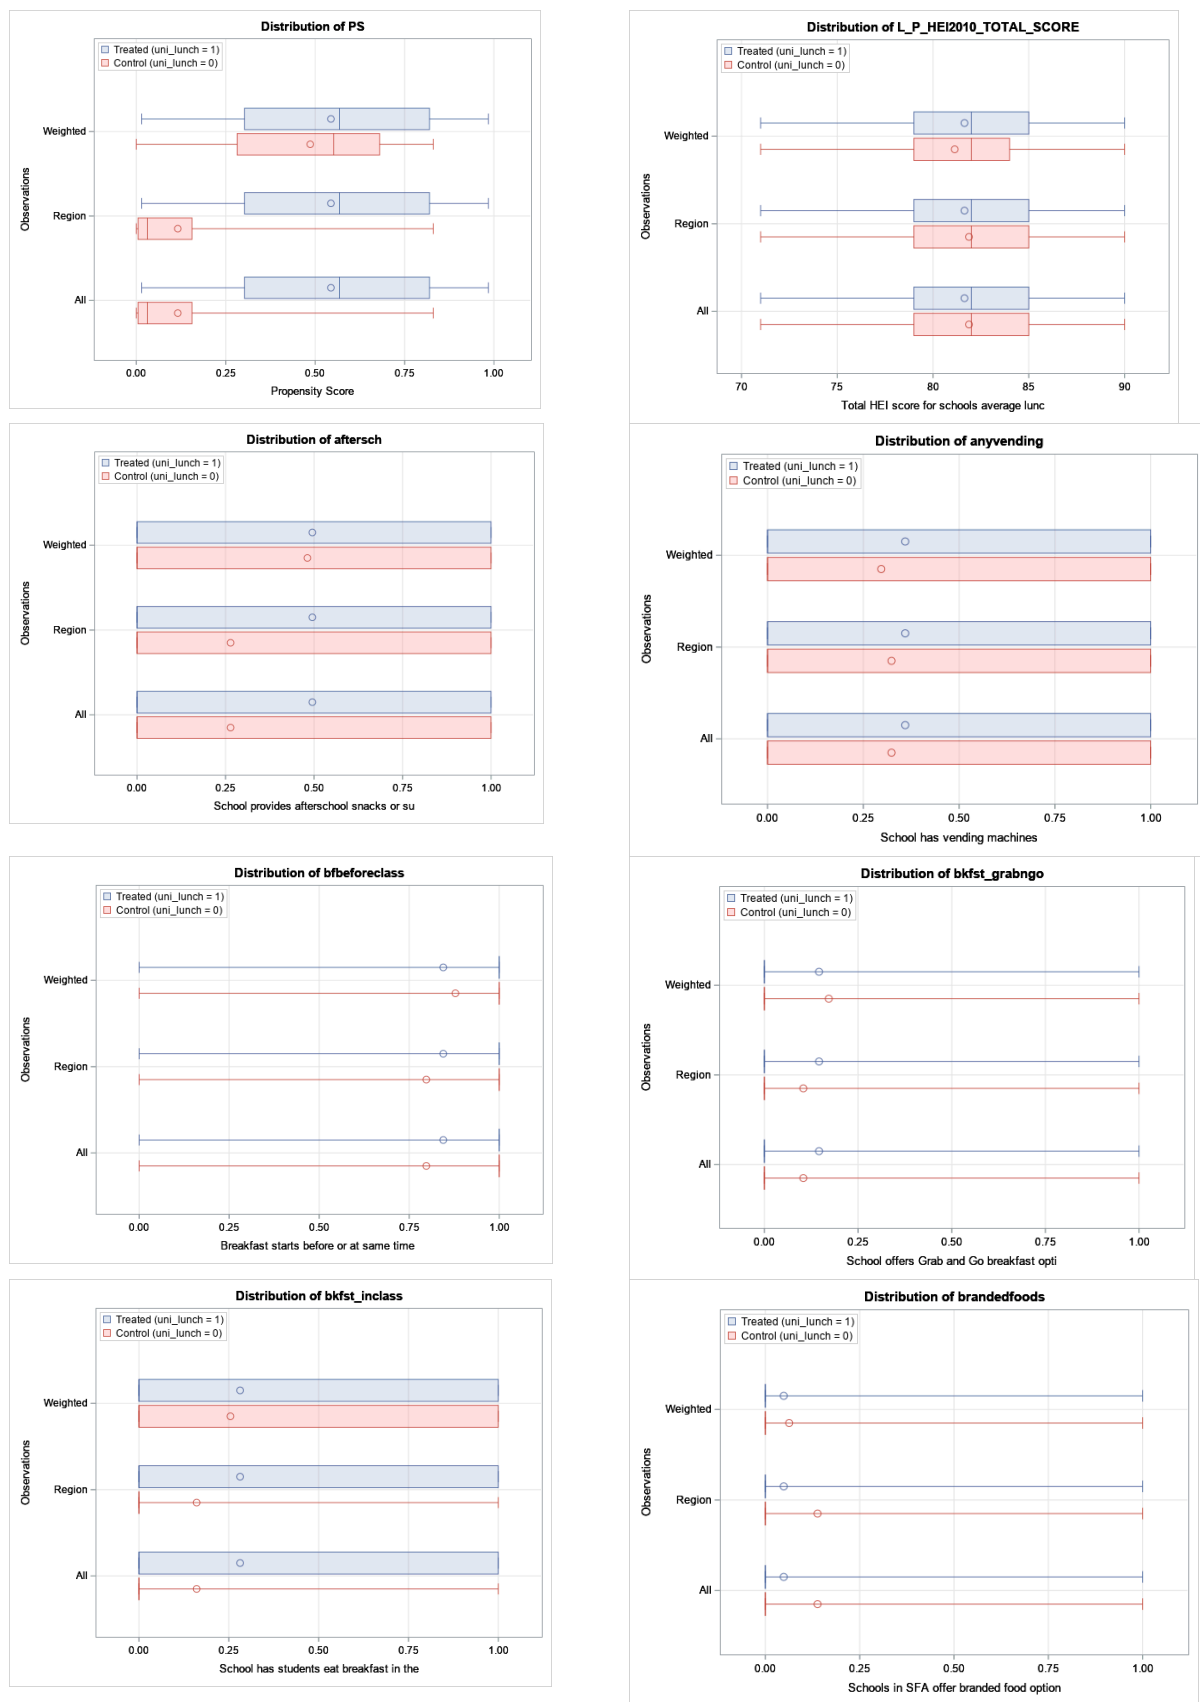 Distribution of PS
Treated (uni_lunch = 1)
Control (uni_lunch = 0)
Observations
Weighted
Region
All
0.00 0.25 0.50 0.75 1.00
Propensity Score
Distribution of L_P_HEI2010_TOTAL_SCORE
Treated (uni_lunch = 1)
Control (uni_lunch = 0)
Observations
Weighted
Region
All
70 75 80 85 90
Total HEI score for schools average lunc
Distribution of aftersch
Treated (uni_lunch = 1)
Control (uni_lunch = 0)
Observations
Weighted
Region
All
0.00 0.25 0.50 0.75 1.00
School provides afterschool snacks or su
Distribution of anyvending
Treated (uni_lunch = 1)
Control (uni_lunch = 0)
Observations
Weighted
Region
All
0.00 0.25 0.50 0.75 1.00
School has vending machines
Distribution of bfbeforeclass
Treated (uni_lunch = 1)
Control (uni_lunch = 0)
Observations
Weighted
Region
All
0.00 0.25 0.50 0.75 1.00
Breakfast starts before or at same time
Distribution of bkfst_grabngo
Treated (uni_lunch = 1)
Control (uni_lunch = 0)
Observations
Weighted
Region
All
0.00 0.25 0.50 0.75 1.00
School offers Grab and Go breakfast opti
Distribution of bkfst_inclass
Treated (uni_lunch = 1)
Control (uni_lunch = 0)
Observations
Weighted
Region
All
0.00 0.25 0.50 0.75 1.00
School has students eat breakfast in the
Distribution of brandedfoods
Treated (uni_lunch = 1)
Control (uni_lunch = 0)
Observations
Weighted
Region
All
0.00 0.25 0.50 0.75 1.00
Schools in SFA offer branded food option